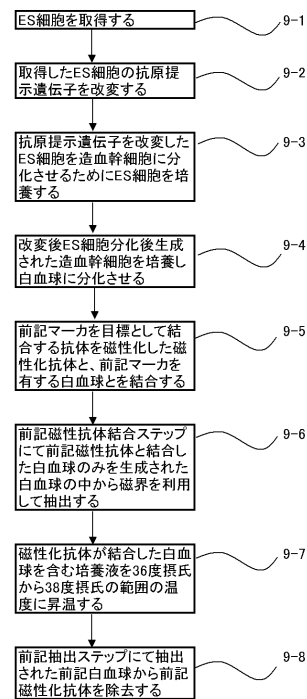 ES細胞を取得する
9-1
取得したES細胞の抗原提
示遺伝子を改変する
9-2
抗原提示遺伝子を改変した
ES細胞を造血幹細胞に分
化させるためにES細胞を培
養する
9-3
改変後ES細胞分化後生成
された造血幹細胞を培養し
白血球に分化させる
9-4
前記マーカを目標として結
合する抗体を磁性化した磁
性化抗体と、前記マーカを
有する白血球とを結合する
9-5
前記磁性抗体結合ステップ
にて前記磁性抗体と結合し
た白血球のみを生成された
白血球の中から磁界を利用
して抽出する
9-6
磁性化抗体が結合した白血
球を含む培養液を36度摂氏
から38度摂氏の範囲の温
度に昇温する
9-7
前記抽出ステップにて抽出
された前記白血球から前記
磁性化抗体を除去する
9-8